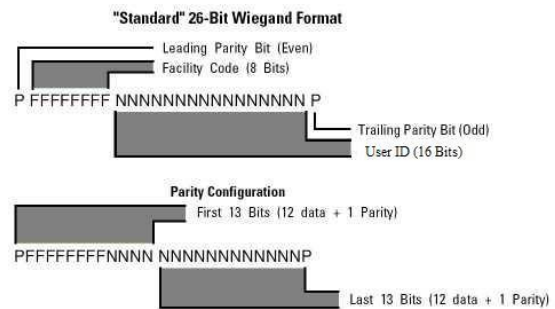 "Standard" 26-Bit Wiegand Format
Leading Parity Bit (Even)
Facility Code (8 Bits)
P FFFFFFFF NNNNNNNNNNNNNNNN P
Trailing Parity Bit (Odd)
User ID (16 Bits)
Parity Configuration
First 13 Bits (12 data + 1 Parity)
PFFFFFFFFNNNN NNNNNNNNNNNNP
Last 13 Bits (12 data + 1 Parity)